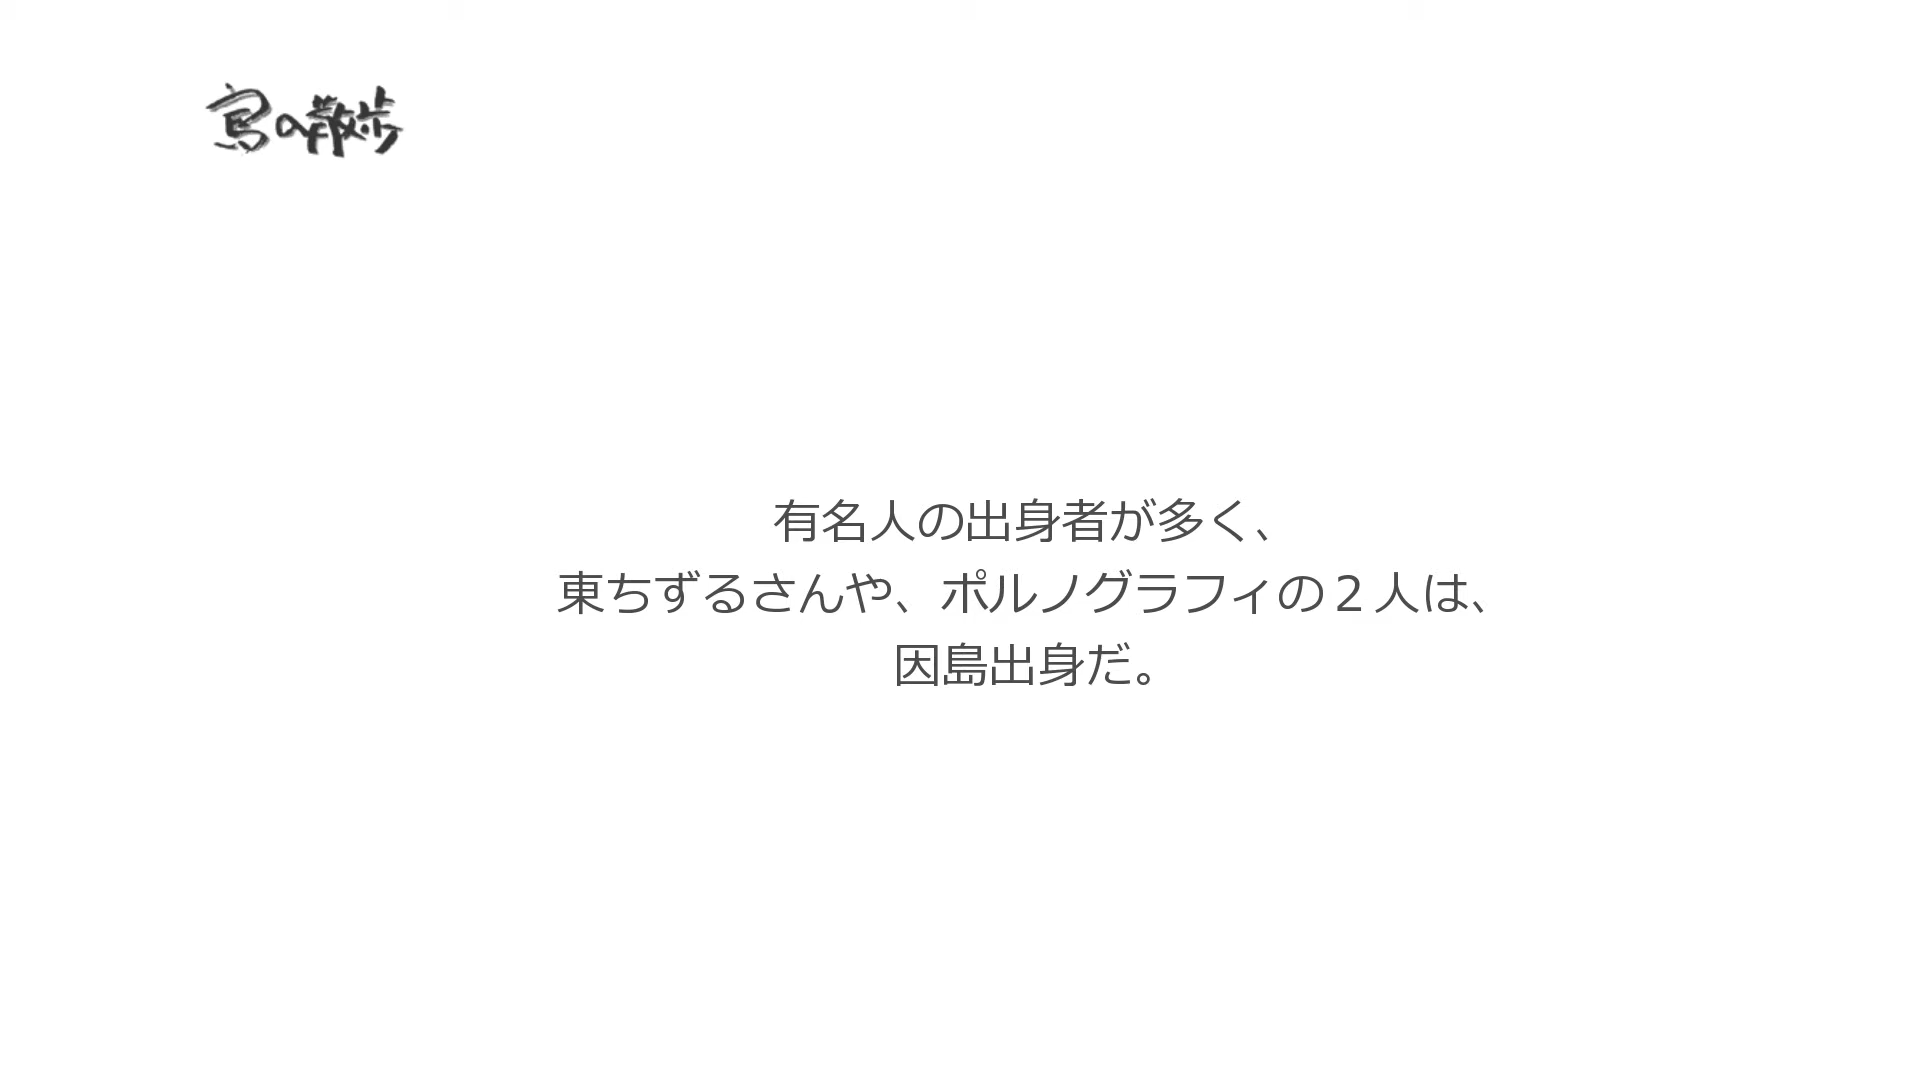 の散歩
有名人の出身者が多く、
東ちずるさんや、ポルノグラフィの２人は、
因島出身だ。